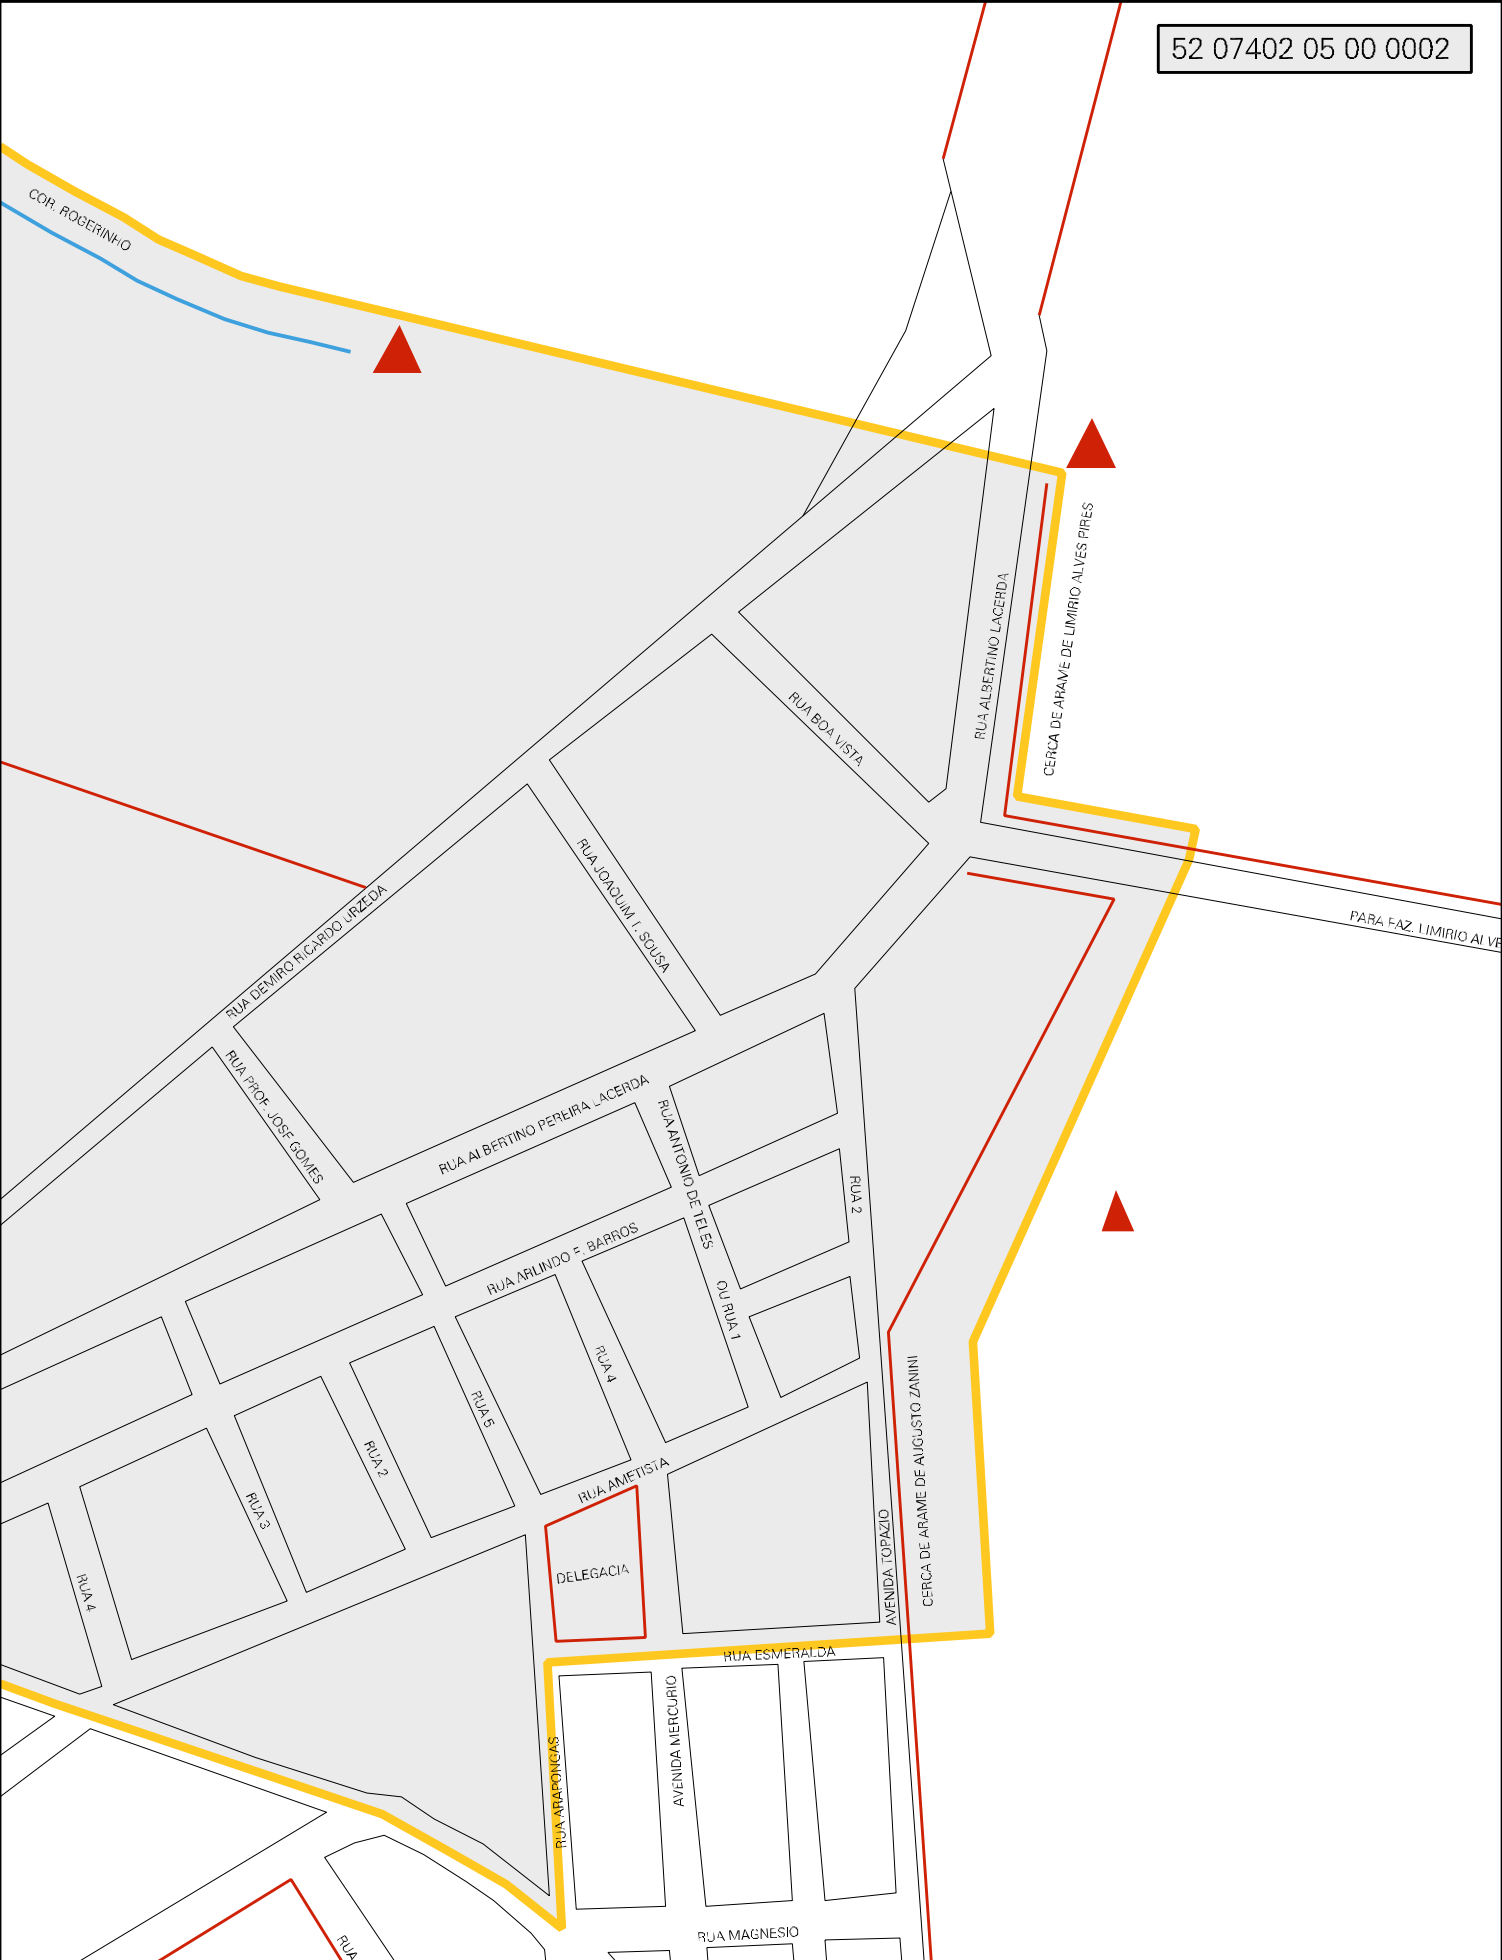 52 07402 05 00 0002
COR. ROGERINHO
CERCA DE ARAME DE LIMIRIO ALVES PIRES
RUA ALBERTINO LACERDA
RUA BOA VISTA
RUA JOAQUIM T. SOUSA
RUA DEMIRO RICARDO URZEDA
PARA FAZ. LIMIRIO ALVE
RUA PROF. JOSE GOMES
RUA ALBERTINO PEREIRA LACERDA
RUA ANTONIO DE TELES
OU RUA 1
RUA 2
RUA ARLINDO F. BARROS
RUA 4
RUA 5
RUA 2
RUA 3
RUA 4
RUA AMETISTA
CERCA DE ARAME DE AUGUSTO ZANINI
AVENIDA TOPAZIO
DELEGACIA
RUA ESMERALDA
AVENIDA MERCURIO
RUA ARAPONGAS
RUA MAGNESIO
RUA